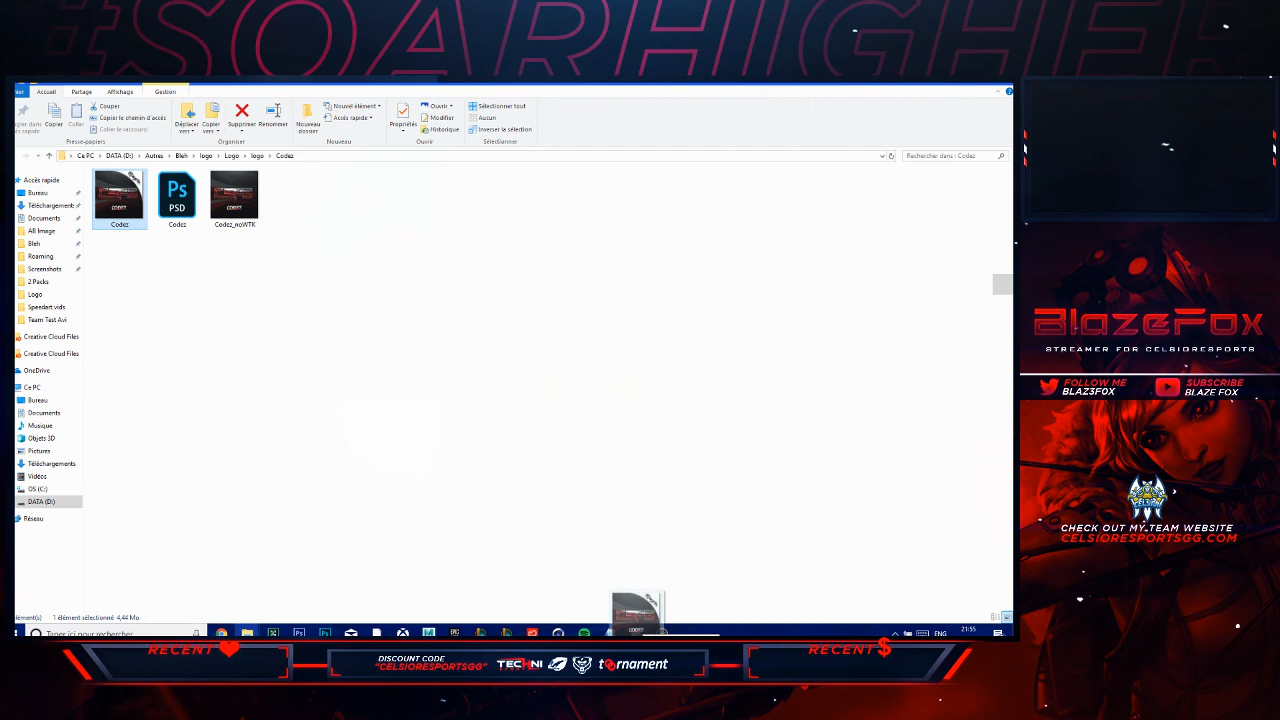 #SOARHIGHER
hier Accueil Partage Affichage Gestion
Copier
Coller
Couper
Copier le chemin d'accès
Coller le raccourci
Presse-papiers
Déplacer vers
Copier vers
Supprimer
Renommer
Organiser
Nouveau dossier
Nouvel élément
Accès rapide
Nouveau
Propriétés
Ouvrir
Modifier
Historique
Ouvrir
Sélectionner tout
Aucun
Inverser la sélection
Sélectionner
Ce PC > DATA (D:) > Autres > Bleh > logo > Logo > logo > Codez
Rechercher dans : Codez
Accès rapide
Bureau
Téléchargements
Documents
AB Image
Bleh
Roaming
Screenshots
2 Packs
Logo
Speedart vids
Team Test Avi
Creative Cloud Files
Creative Cloud Files
OneDrive
Ce PC
Bureau
Documents
Musique
Objets 3D
Pictures
Téléchargements
Vidéos
OS (C:)
DATA (D:)
Réseau
Ps
PSD
Codez
Codez
Codez_noWTK
élément(s) 1 élément sélectionné 4,44 Mo
Taper ici pour rechercher
ENG
21:55
BlazeFox
STREAMER FOR CELSIORESPORTS
FOLLOW ME
BLAZ3F0X
SUBSCRIBE
BLAZE FOX
CELSIOR
CHECK OUT MY TEAM WEBSITE
CELSIORESPORTSGG.COM
RECENT
DISCOUNT CODE
"CELSIORESPORTSGG"
TECHNI
tornament
RECENT $